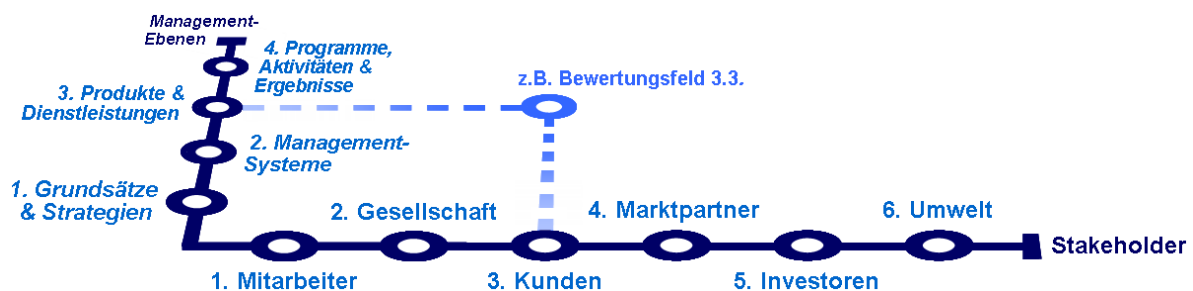 Management-
Ebenen
4. Programme,
Aktivitäten &
Ergebnisse
z.B. Bewertungsfeld 3.3.
3. Produkte &
Dienstleistungen
2. Management-
Systeme
1. Grundsätze
& Strategien
2. Gesellschaft
4. Marktpartner
6. Umwelt
Stakeholder
1. Mitarbeiter
3. Kunden
5. Investoren